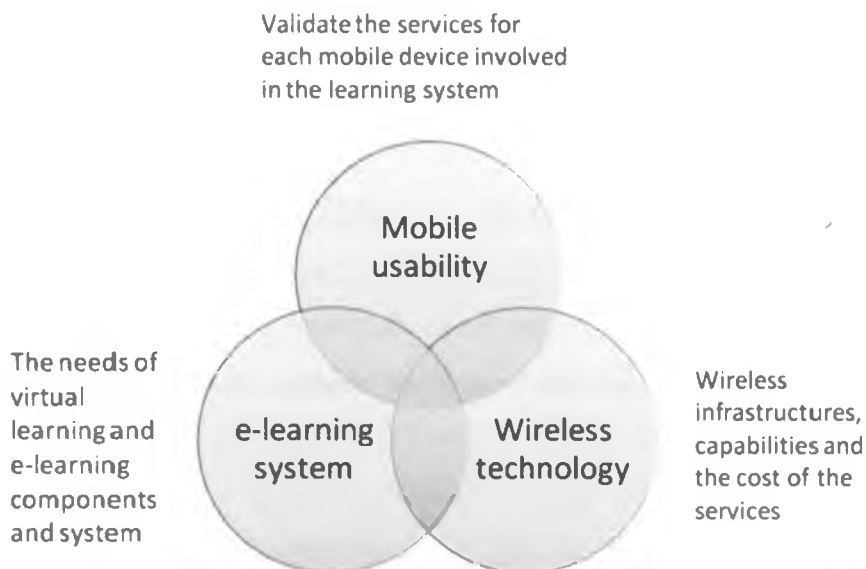 Validate the services for
each mobile device involved
in the learning system
Mobile
usability
The needs of
virtual
learning and
e-learning
components
and system
e-learning
system
Wireless
technology
Wireless
infrastructures,
capabilities and
the cost of the
services